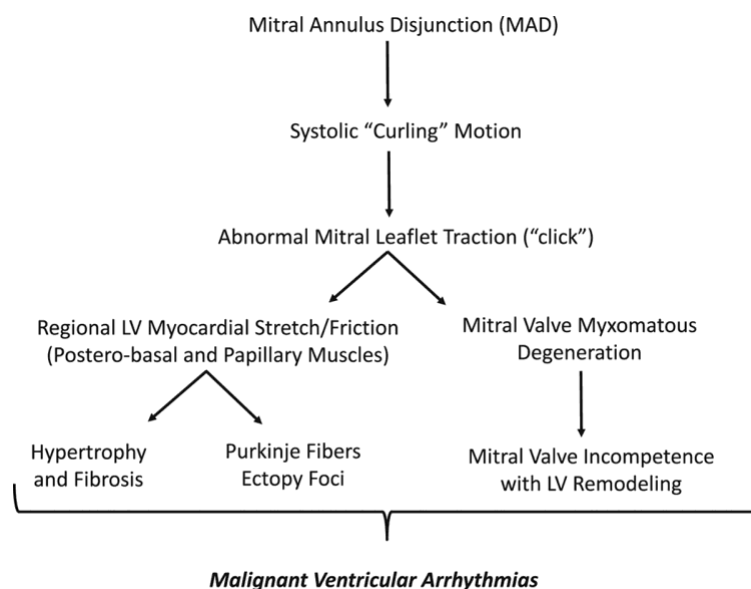 Mitral Annulus Disjunction (MAD)
Systolic “Curling” Motion
Abnormal Mitral Leaflet Traction (“click”)
Regional LV Myocardial Stretch/Friction
(Postero-basal and Papillary Muscles)
Mitral Valve Myxomatous
Degeneration
Hypertrophy
and Fibrosis
Purkinje Fibers
Ectopy Foci
Mitral Valve Incompetence
with LV Remodeling
Malignant Ventricular Arrhythmias